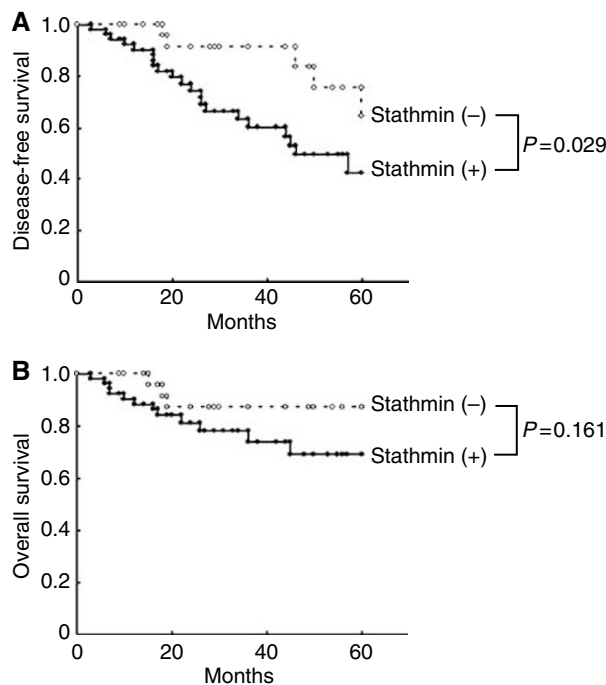 A
Disease-free survival
1.0
0.8
0.6
0.4
0.2
0
0 20 40 60
Months
Stathmin (–)
Stathmin (+)
P=0.029
B
Overall survival
1.0
0.8
0.6
0.4
0.2
0
0 20 40 60
Months
Stathmin (–)
Stathmin (+)
P=0.161